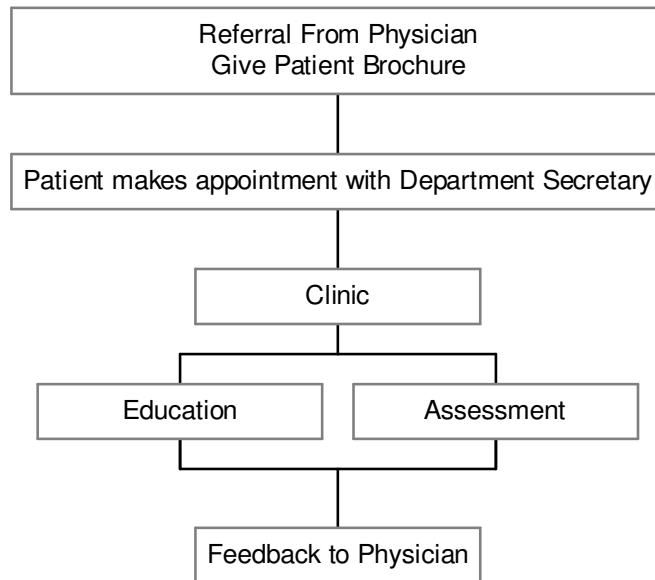 Referral From Physician
Give Patient Brochure
Patient makes appointment with Department Secretary
Clinic
Education
Assessment
Feedback to Physician